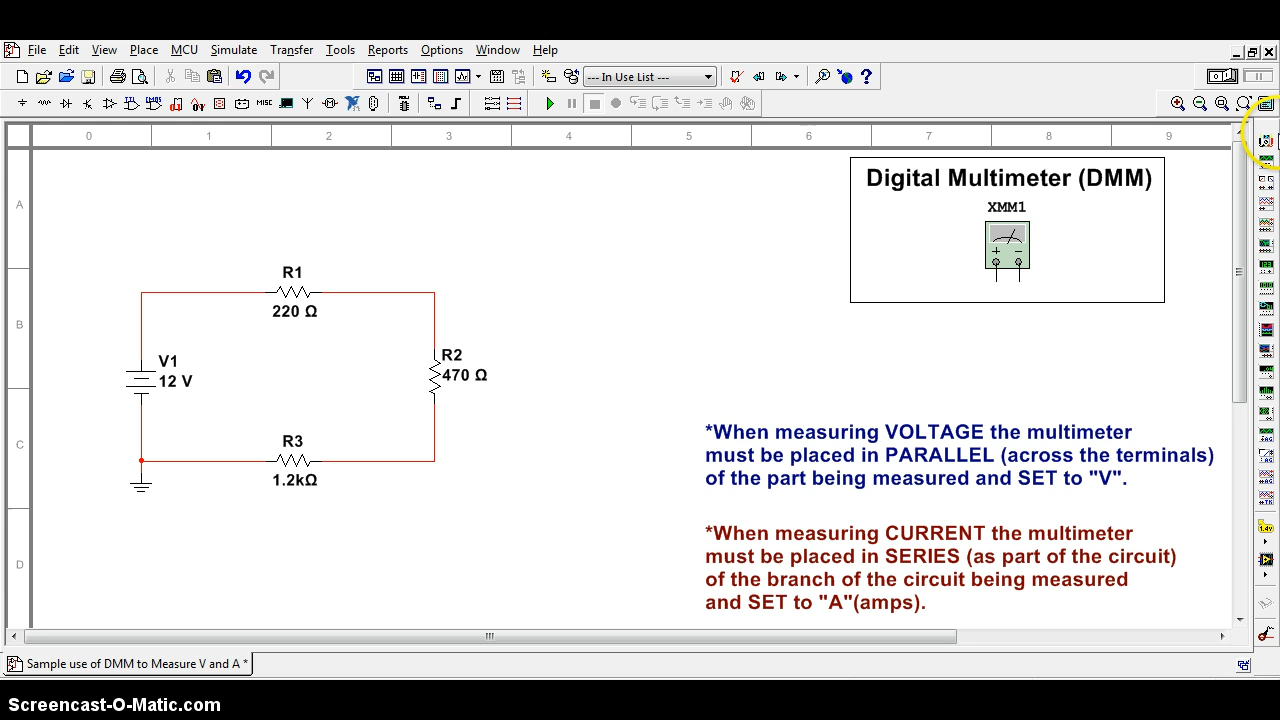 File Edit View Place MCU Simulate Transfer Tools Reports Options Window Help
--- In Use List ---
MISC
0 1 2 3 4 5 6 7 8 9
A
B
C
D
Digital Multimeter (DMM)
XMM1
+ −
R1
220 Ω
V1
12 V
R2
470 Ω
R3
1.2kΩ
*When measuring VOLTAGE the multimeter
must be placed in PARALLEL (across the terminals)
of the part being measured and SET to "V".
*When measuring CURRENT the multimeter
must be placed in SERIES (as part of the circuit)
of the branch of the circuit being measured
and SET to "A"(amps).
1.4v
Sample use of DMM to Measure V and A *
Screencast-O-Matic.com